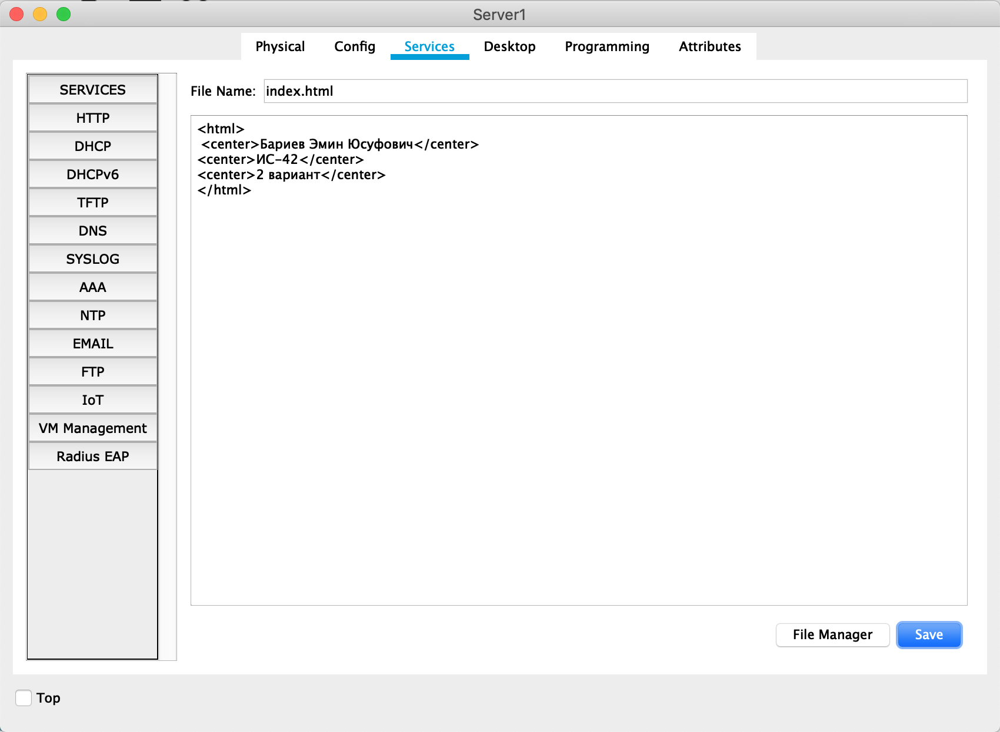 Server1
Physical Config Services Desktop Programming Attributes
SERVICES
HTTP
DHCP
DHCPv6
TFTP
DNS
SYSLOG
AAA
NTP
EMAIL
FTP
IoT
VM Management
Radius EAP
File Name: index.html
<html>
<center>Бариев Эмин Юсуфович</center>
<center>ИС-42</center>
<center>2 вариант</center>
</html>
File Manager Save
Top